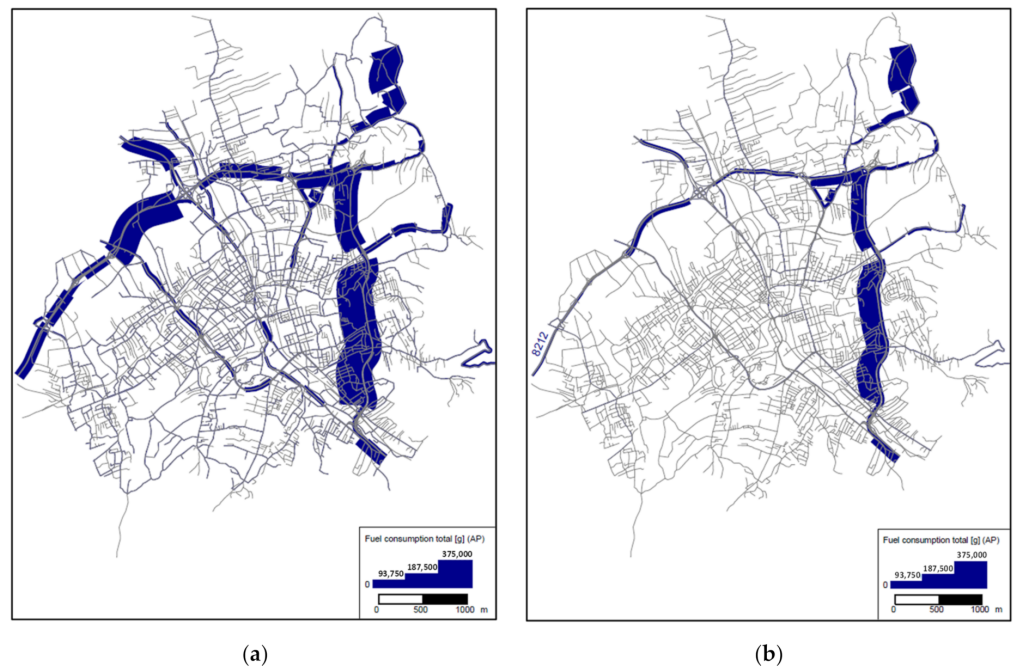 8212
Fuel consumption total [g] (AP)
375,000
187,500
93,750
0
0 500 1000 m
Fuel consumption total [g] (AP)
375,000
187,500
93,750
0
0 500 1000 m
(a)
(b)